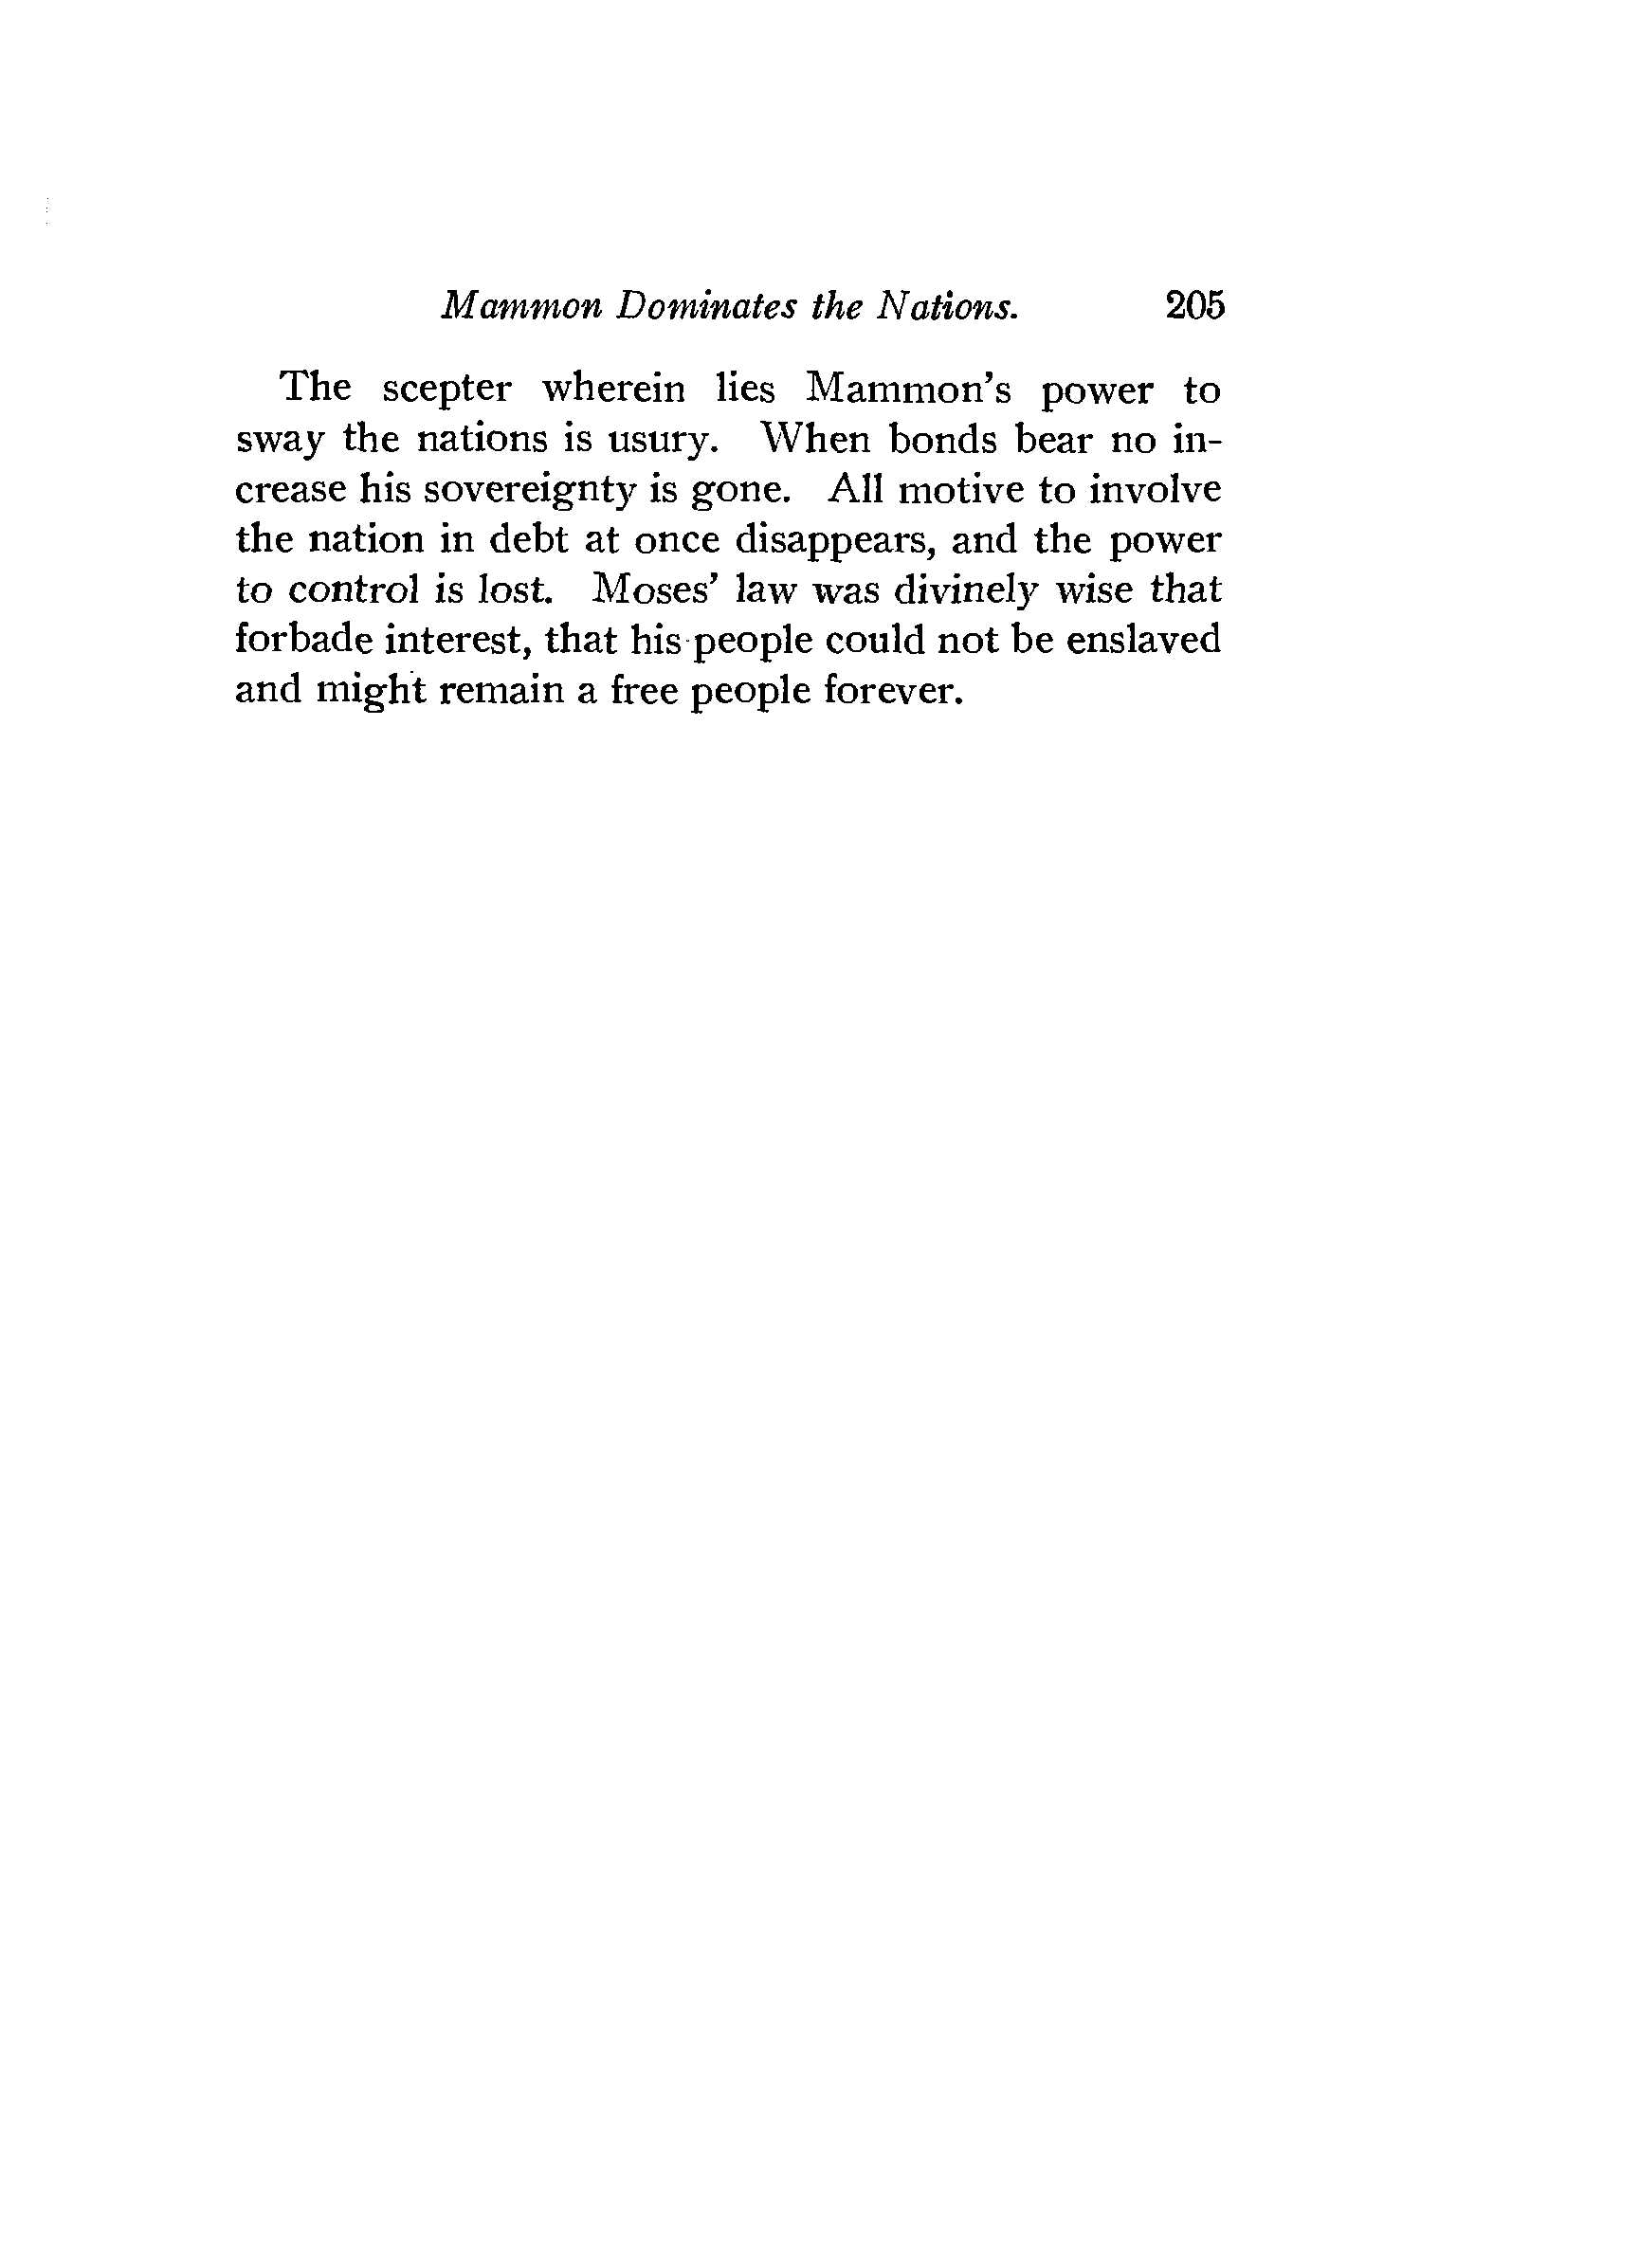 Mammon Dominates the Nations. 205
The scepter wherein lies Mammon's power to
sway the nations is usury. When bonds bear no in-
crease his sovereignty is gone. All motive to involve
the nation in debt at once disappears, and the power
to control is lost. Moses' law was divinely wise that
forbade interest, that his people could not be enslaved
and might remain a free people forever.